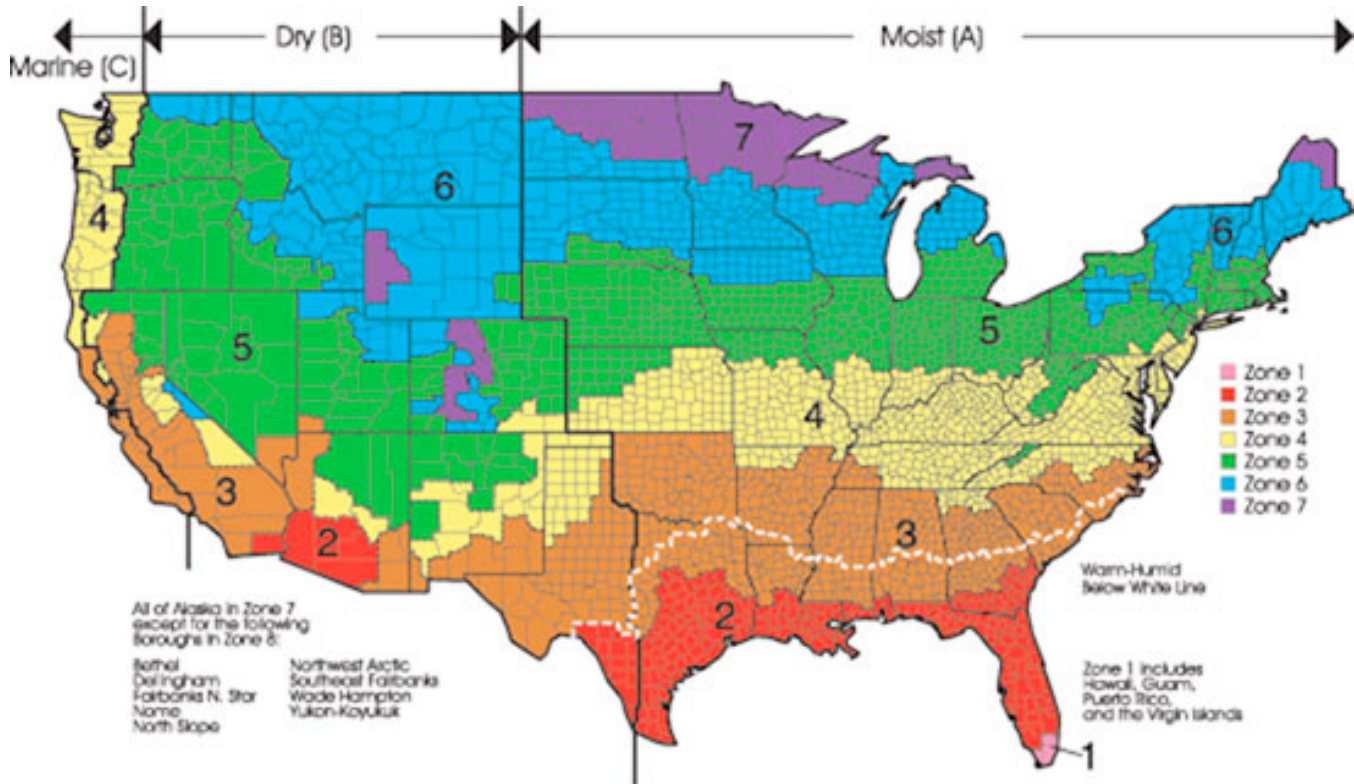 Marine (C)
Dry (B)
Moist (A)
6
4
6
7
6
5
5
4
3
2
3
2
1
Zone 1
Zone 2
Zone 3
Zone 4
Zone 5
Zone 6
Zone 7
Warm-Humid
Below White Line
All of Alaska in Zone 7
except for the following
Boroughs in Zone 8:
Bethel
Dellingham
Fairbanks N. Star
Nome
North Slope
Northwest Arctic
Southeast Fairbanks
Wade Hampton
Yukon-Koyukuk
Zone 1 includes
Hawaii, Guam,
Puerto Rico,
and the Virgin Islands